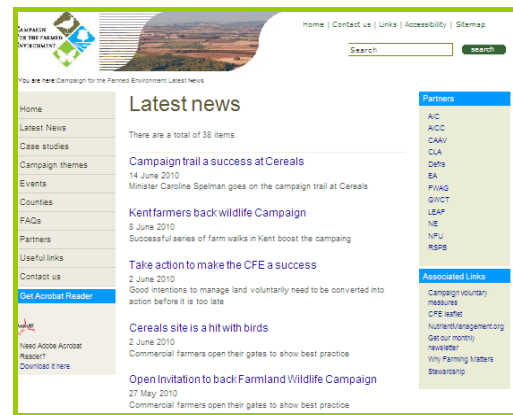 CAMPAIGN
FOR THE FARMED
ENVIRONMENT
Home | Contact us | Links | Accessibility | Sitemap
Search
search
You are here: Campaign for the Farmed Environment Latest News
Home
Latest News
Case studies
Campaign themes
Events
Counties
FAQs
Partners
Useful links
Contact us
Get Acrobat Reader
Need Adobe Acrobat
Reader?
Download it here.
Latest news
There are a total of 38 items.
Campaign trail a success at Cereals
14 June 2010
Minister Caroline Spelman goes on the campaign trail at Cereals
Kent farmers back wildlife Campaign
8 June 2010
Successful series of farm walks in Kent boost the campaing
Take action to make the CFE a success
2 June 2010
Good intentions to manage land voluntarily need to be converted into
action before it is too late
Cereals site is a hit with birds
2 June 2010
Commercial farmers open their gates to show best practice
Open Invitation to back Farmland Wildlife Campaign
27 May 2010
Commercial farmers open their gates to show best practice
Partners
AIC
AICC
CAAV
CLA
Defra
EA
FWAG
GWCT
LEAF
NE
NFU
RSPB
Associated Links
Campaign voluntary
measures
CFE leaflet
NutrientManagement.org
Get our monthly
newsletter
Why Farming Matters
Stewardship